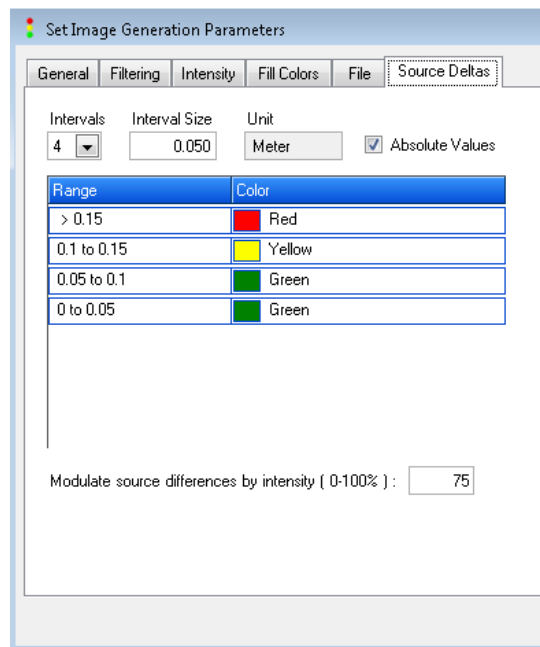 Set Image Generation Parameters
General Filtering Intensity Fill Colors File Source Deltas
Intervals Interval Size Unit
4 0.050 Meter Absolute Values
Range Color
> 0.15 Red
0.1 to 0.15 Yellow
0.05 to 0.1 Green
0 to 0.05 Green
Modulate source differences by intensity ( 0-100% ) : 75